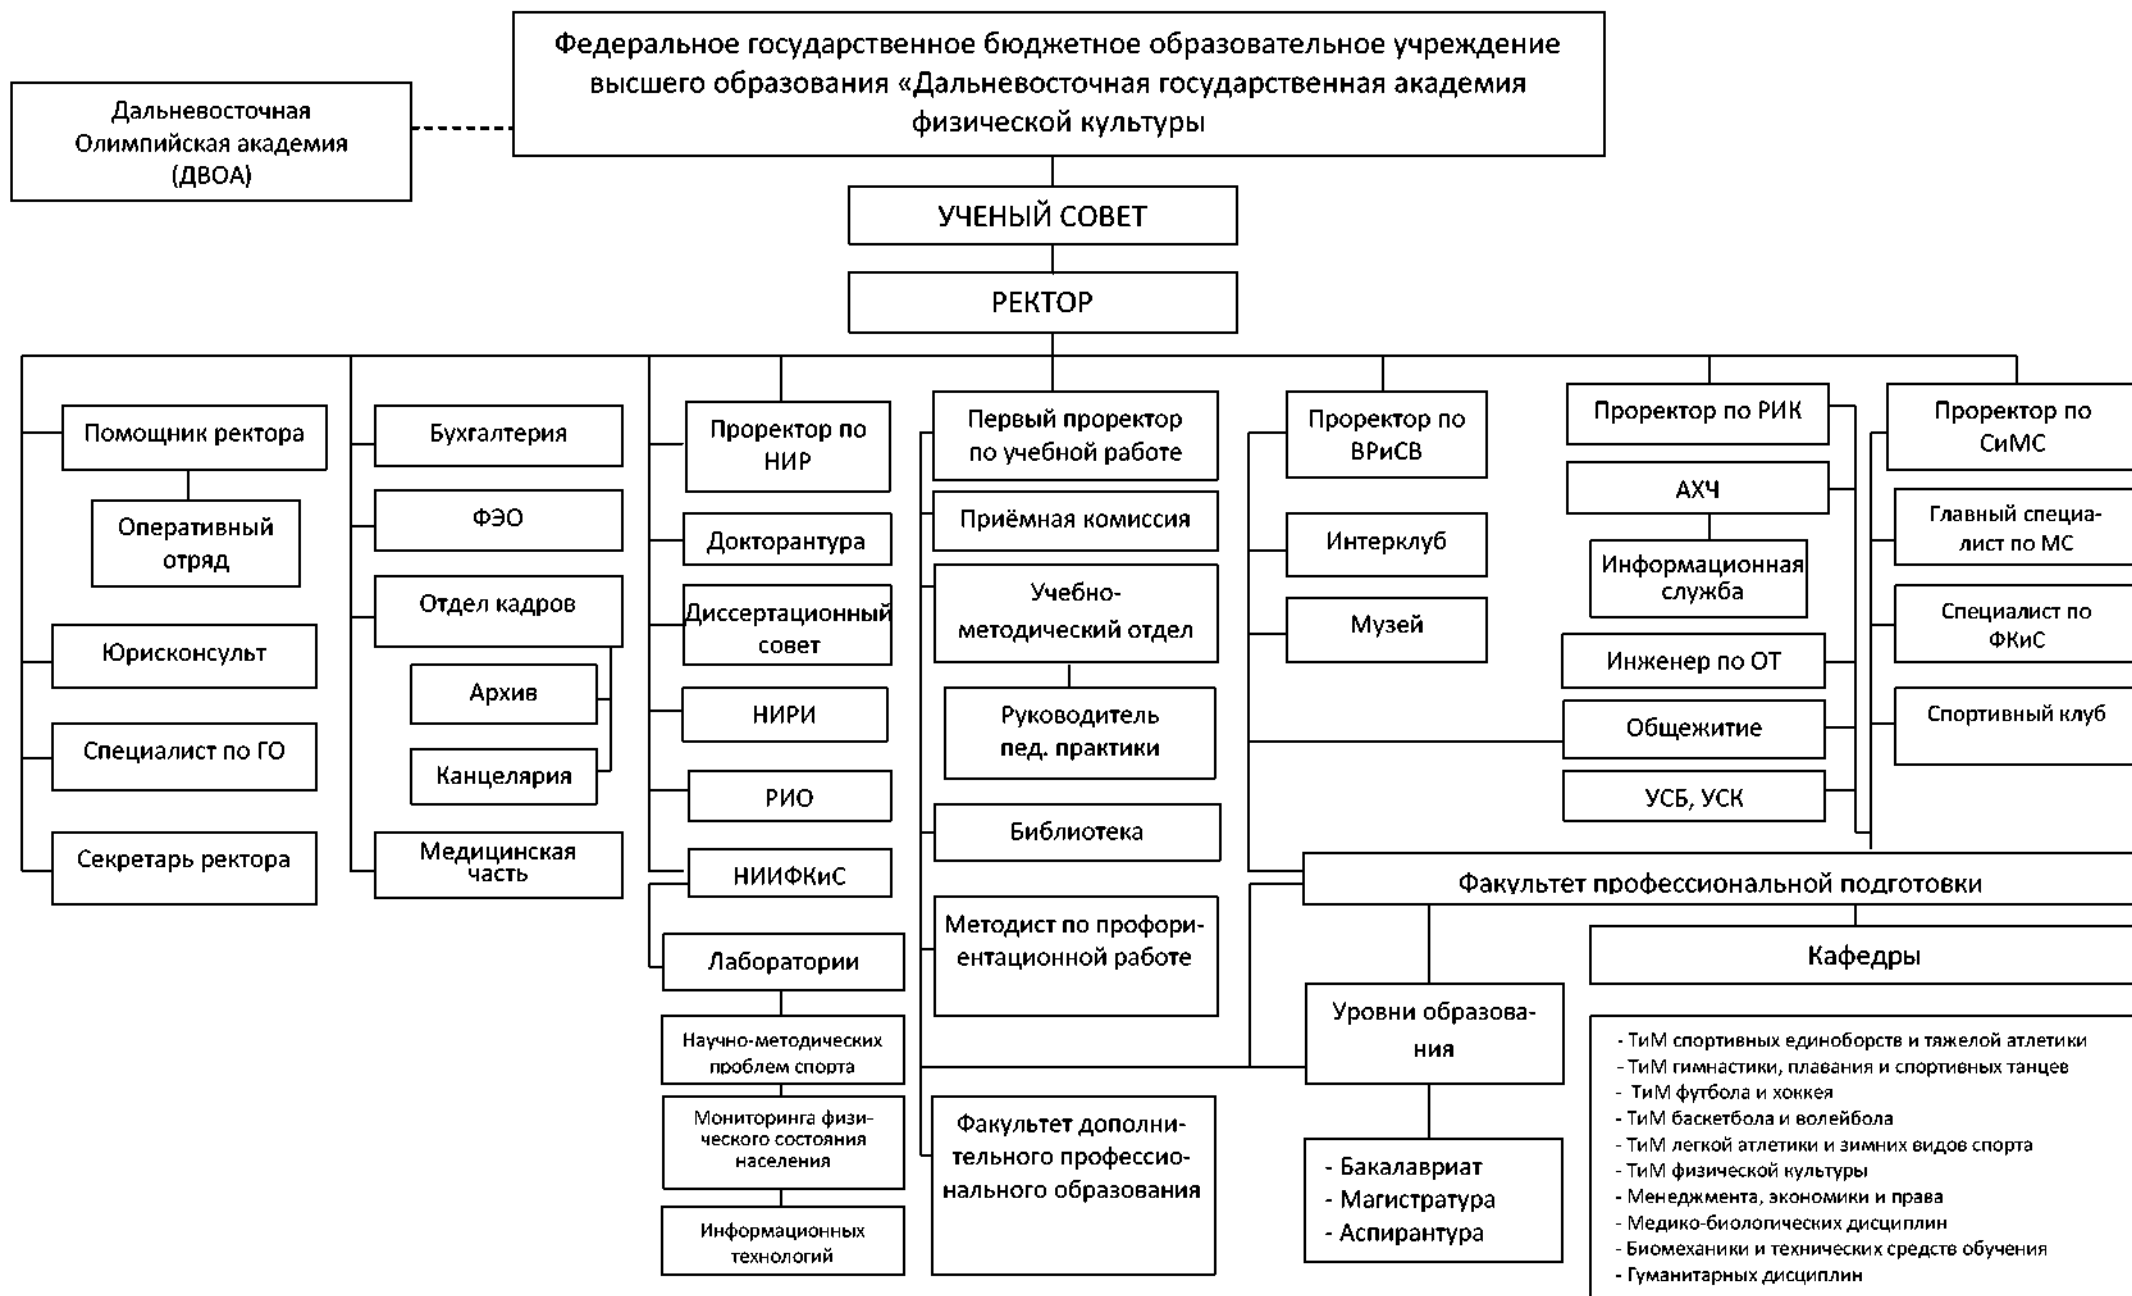 Федеральное государственное бюджетное образовательное учреждение
высшего образования «Дальневосточная государственная академия
физической культуры
Дальневосточная
Олимпийская академия
(ДВОА)
УЧЕНЫЙ СОВЕТ
РЕКТОР
Помощник ректора
Оперативный
отряд
Юрисконсульт
Специалист по ГО
Секретарь ректора
Бухгалтерия
ФЭО
Отдел кадров
Архив
Канцелярия
Медицинская
часть
Проректор по
НИР
Докторантура
Диссертационный
совет
НИРИ
РИО
НИИФКиС
Лаборатории
Научно-методических
проблем спорта
Мониторинга физи-
ческого состояния
населения
Информационных
технологий
Первый проректор
по учебной работе
Приёмная комиссия
Учебно-
методический отдел
Руководитель
пед. практики
Библиотека
Методист по профори-
ентационной работе
Факультет дополни-
тельного профессио-
нального образования
Проректор по
ВРиСВ
Интерклуб
Музей
Проректор по РИК
АХЧ
Информационная
служба
Инженер по ОТ
Общежитие
УСБ, УСК
Проректор по
СиМС
Главный специа-
лист по МС
Специалист по
ФКиС
Спортивный клуб
Факультет профессиональной подготовки
Уровни образова-
ния
- Бакалавриат
- Магистратура
- Аспирантура
Кафедры
- ТиМ спортивных единоборств и тяжелой атлетики
- ТиМ гимнастики, плавания и спортивных танцев
- ТиМ футбола и хоккея
- ТиМ баскетбола и волейбола
- ТиМ легкой атлетики и зимних видов спорта
- ТиМ физической культуры
- Менеджмента, экономики и права
- Медико-биологических дисциплин
- Биомеханики и технических средств обучения
- Гуманитарных дисциплин